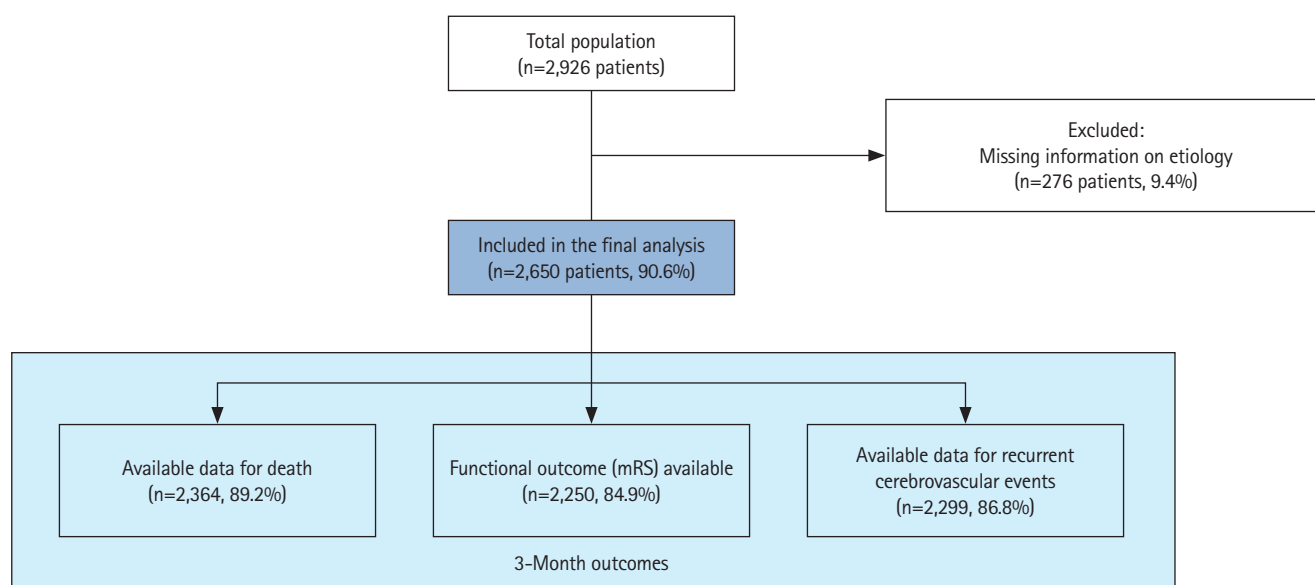 Total population
(n=2,926 patients)
Excluded:
Missing information on etiology
(n=276 patients, 9.4%)
Included in the final analysis
(n=2,650 patients, 90.6%)
Available data for death
(n=2,364, 89.2%)
Functional outcome (mRS) available
(n=2,250, 84.9%)
Available data for recurrent
cerebrovascular events
(n=2,299, 86.8%)
3-Month outcomes